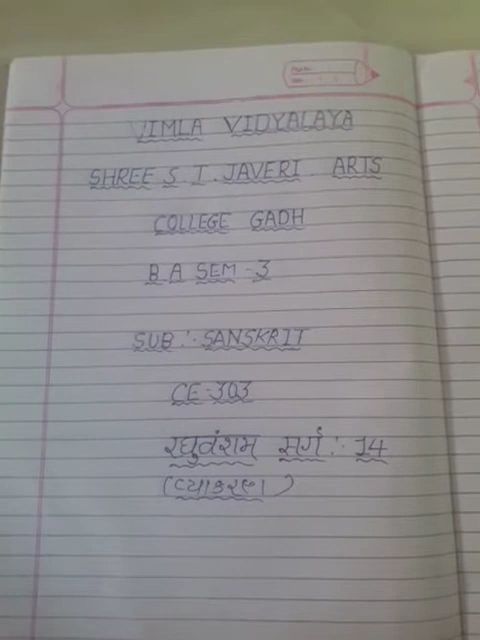 VIMLA VIDYALAYA
SHREE S T. JAVERI ARTS
COLLEGE GADH
B A SEM - 3
SUB :- SANSKRIT
CE-303
रघुवंशम् सर्ग :- 14
(વ્યાકરણ)